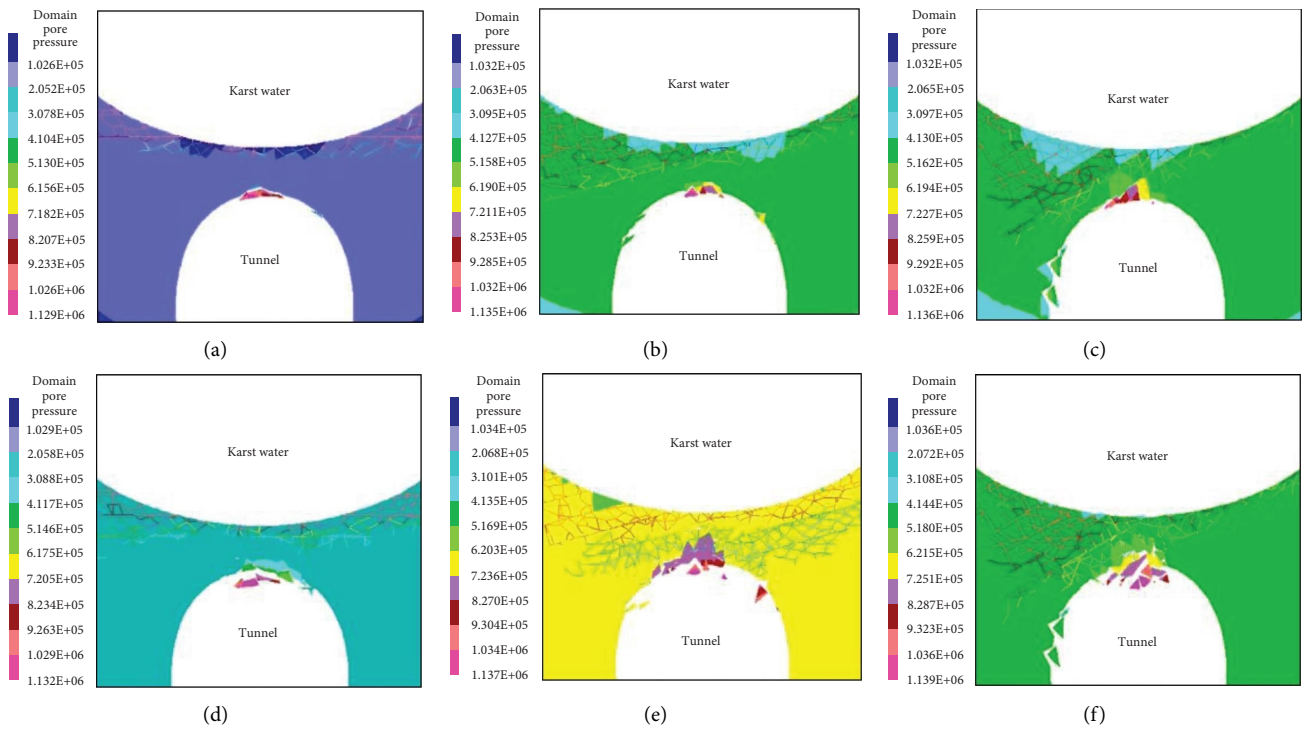 Domain
pore
pressure
1.026E+05
2.052E+05
3.078E+05
4.104E+05
5.130E+05
6.156E+05
7.182E+05
8.207E+05
9.233E+05
1.026E+06
1.129E+06
Karst water
Tunnel
(a)
Domain
pore
pressure
1.032E+05
2.063E+05
3.095E+05
4.127E+05
5.158E+05
6.190E+05
7.211E+05
8.253E+05
9.285E+05
1.032E+06
1.135E+06
Karst water
Tunnel
(b)
Domain
pore
pressure
1.032E+05
2.065E+05
3.097E+05
4.130E+05
5.162E+05
6.194E+05
7.227E+05
8.259E+05
9.292E+05
1.032E+06
1.136E+06
Karst water
Tunnel
(c)
Domain
pore
pressure
1.029E+05
2.058E+05
3.088E+05
4.117E+05
5.146E+05
6.175E+05
7.205E+05
8.234E+05
9.263E+05
1.029E+06
1.132E+06
Karst water
Tunnel
(d)
Domain
pore
pressure
1.034E+05
2.068E+05
3.101E+05
4.135E+05
5.169E+05
6.203E+05
7.236E+05
8.270E+05
9.304E+05
1.034E+06
1.137E+06
Karst water
Tunnel
(e)
Domain
pore
pressure
1.036E+05
2.072E+05
3.108E+05
4.144E+05
5.80E+05
6.215E+05
7.251E+05
8.287E+05
9.323E+05
1.036E+06
1.139E+06
Karst water
Tunnel
(f)